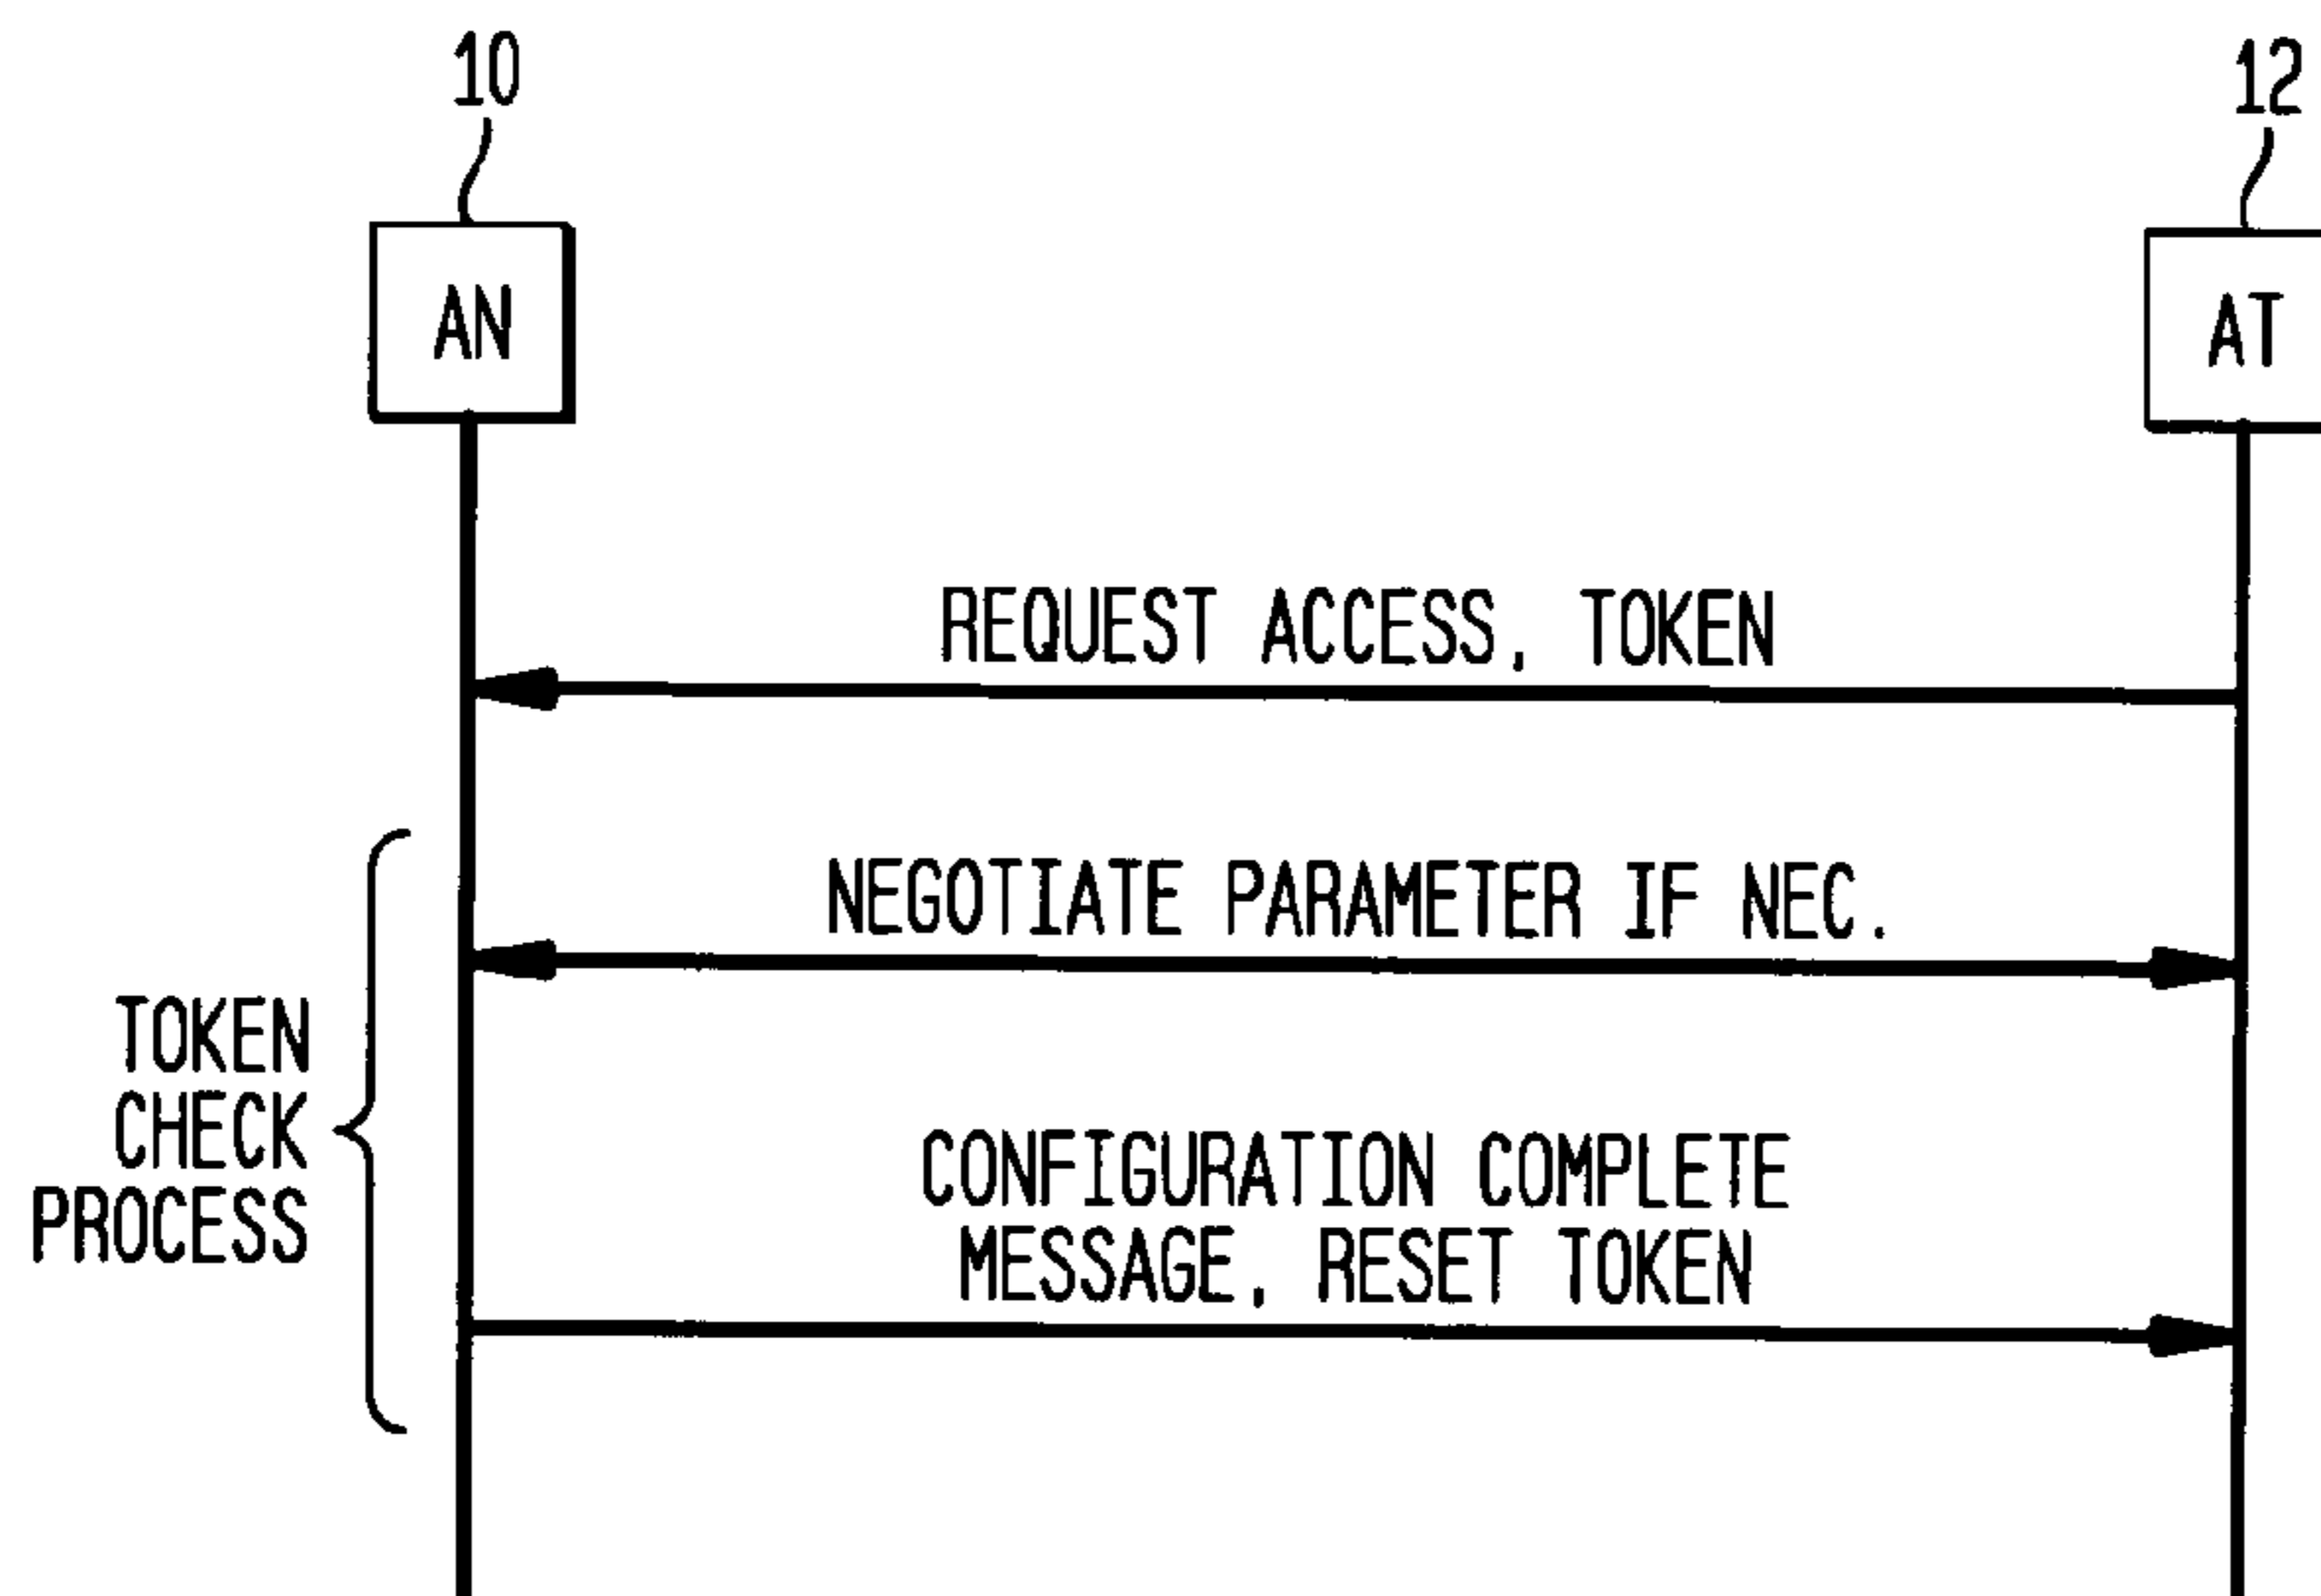 10
12
AN
AT
REQUEST ACCESS, TOKEN
NEGOTIATE PARAMETER IF NEC.
TOKEN
CHECK
PROCESS
CONFIGURATION COMPLETE
MESSAGE, RESET TOKEN